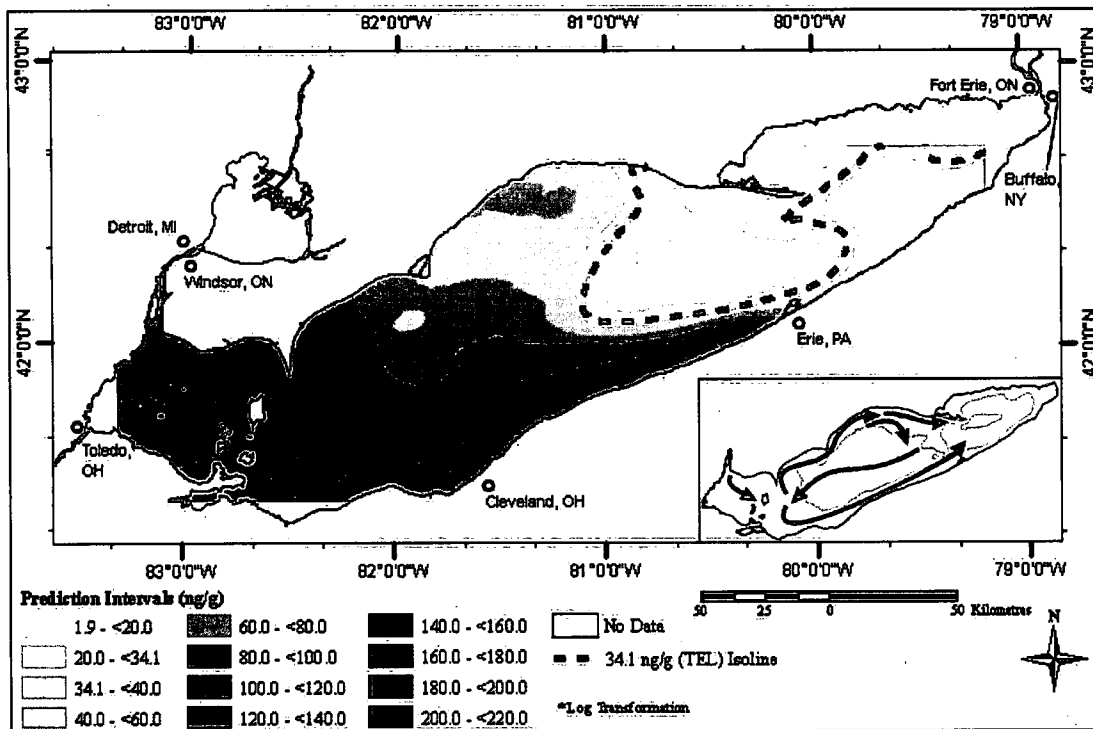 83°0'0"W 82°0'0"W 81°0'0"W 80°0'0"W 79°0'0"W
43°0'0"N
43°0'0"N
Fort Erie, ON
Buffalo,
NY
Detroit, MI
Windsor, ON
42°0'0"N
42°0'0"N
Erie, PA
Toledo,
OH
Cleveland, OH
83°0'0"W 82°0'0"W 81°0'0"W 80°0'0"W 79°0'0"W
Prediction Intervals (ng/g)
1.9 - <20.0
20.0 - <34.1
34.1 - <40.0
40.0 - <60.0
60.0 - <80.0
80.0 - <100.0
100.0 - <120.0
120.0 - <140.0
140.0 - <160.0
160.0 - <180.0
180.0 - <200.0
200.0 - <220.0
No Data
34.1 ng/g (TEL) Isoline
*Log Transformation
50 25 0 50 Kilometres
N